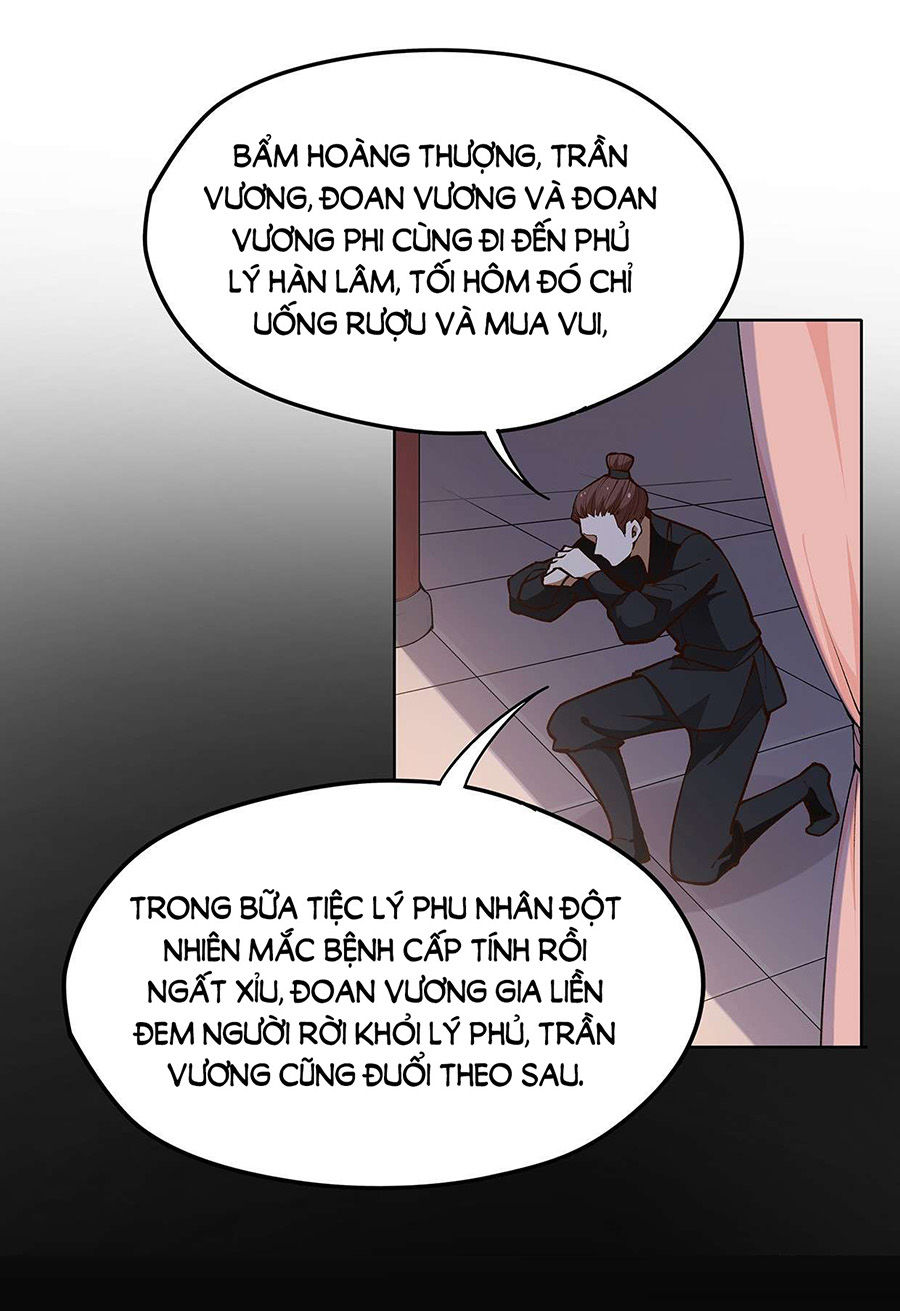 BẨM HOÀNG THƯỢNG, TRẦN
VƯƠNG, ĐOAN VƯƠNG VÀ ĐOAN
VƯƠNG PHI CÙNG ĐI ĐẾN PHỦ
LÝ HÀN LÂM, TỐI HÔM ĐÓ CHỈ
UỐNG RƯỢU VÀ MUA VUI,
TRONG BỮA TIỆC LÝ PHU NHÂN ĐỘT
NHIÊN MẮC BỆNH CẤP TÍNH RỒI
NGẤT XỈU, ĐOAN VƯƠNG GIA LIỀN
ĐEM NGƯỜI RỜI KHỎI LÝ PHỦ, TRẦN
VƯƠNG CŨNG ĐUỔI THEO SAU.